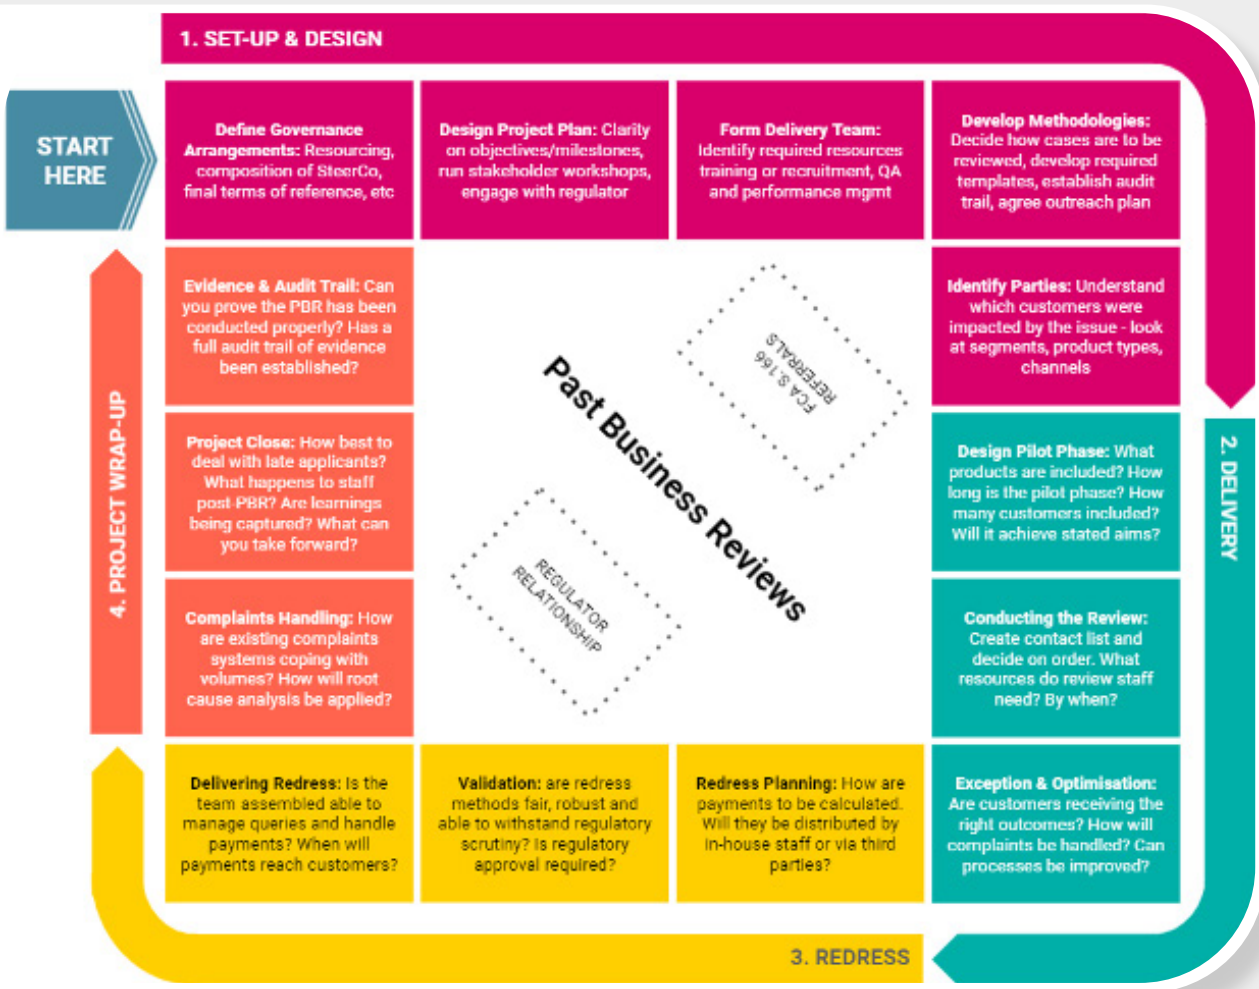 1. SET-UP & DESIGN
START
HERE
Define Governance
Arrangements: Resourcing,
composition of SteerCo,
final terms of reference, etc
Design Project Plan: Clarity
on objectives/milestones,
run stakeholder workshops,
engage with regulator
Form Delivery Team:
Identify required resources
training or recruitment, QA
and performance mgmt
Develop Methodologies:
Decide how cases are to be
reviewed, develop required
templates, establish audit
trail, agree outreach plan
Identify Parties: Understand
which customers were
impacted by the issue - look
at segments, product types,
channels
2. DELIVERY
Design Pilot Phase: What
products are included? How
long is the pilot phase? How
many customers included?
Will it achieve stated aims?
Conducting the Review:
Create contact list and
decide on order. What
resources do review staff
need? By when?
Exception & Optimisation:
Are customers receiving the
right outcomes? How will
complaints be handled? Can
processes be improved?
3. REDRESS
Redress Planning: How are
payments to be calculated.
Will they be distributed by
in-house staff or via third
parties?
Validation: are redress
methods fair, robust and
able to withstand regulatory
scrutiny? Is regulatory
approval required?
Delivering Redress: Is the
team assembled able to
manage queries and handle
payments? When will
payments reach customers?
4. PROJECT WRAP-UP
Complaints Handling: How
are existing complaints
systems coping with
volumes? How will root
cause analysis be applied?
Project Close: How best to
deal with late applicants?
What happens to staff
post-PBR? Are learnings
being captured? What can
you take forward?
Evidence & Audit Trail: Can
you prove the PBR has been
conducted properly? Has a
full audit trail of evidence
been established?
Past Business Reviews
FCA S.166
REFERRALS
REGULATOR
RELATIONSHIP